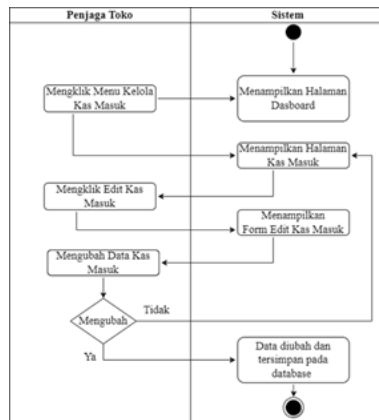 Penjaga Toko
Sistem
Menampilkan Halaman
Dasboard
Mengklik Menu Kelola
Kas Masuk
Menampilkan Halaman
Kas Masuk
Mengklik Edit Kas
Masuk
Menampilkan
Form Edit Kas Masuk
Mengubah Data Kas
Masuk
Mengubah
Tidak
Ya
Data diubah dan
tersimpan pada
database